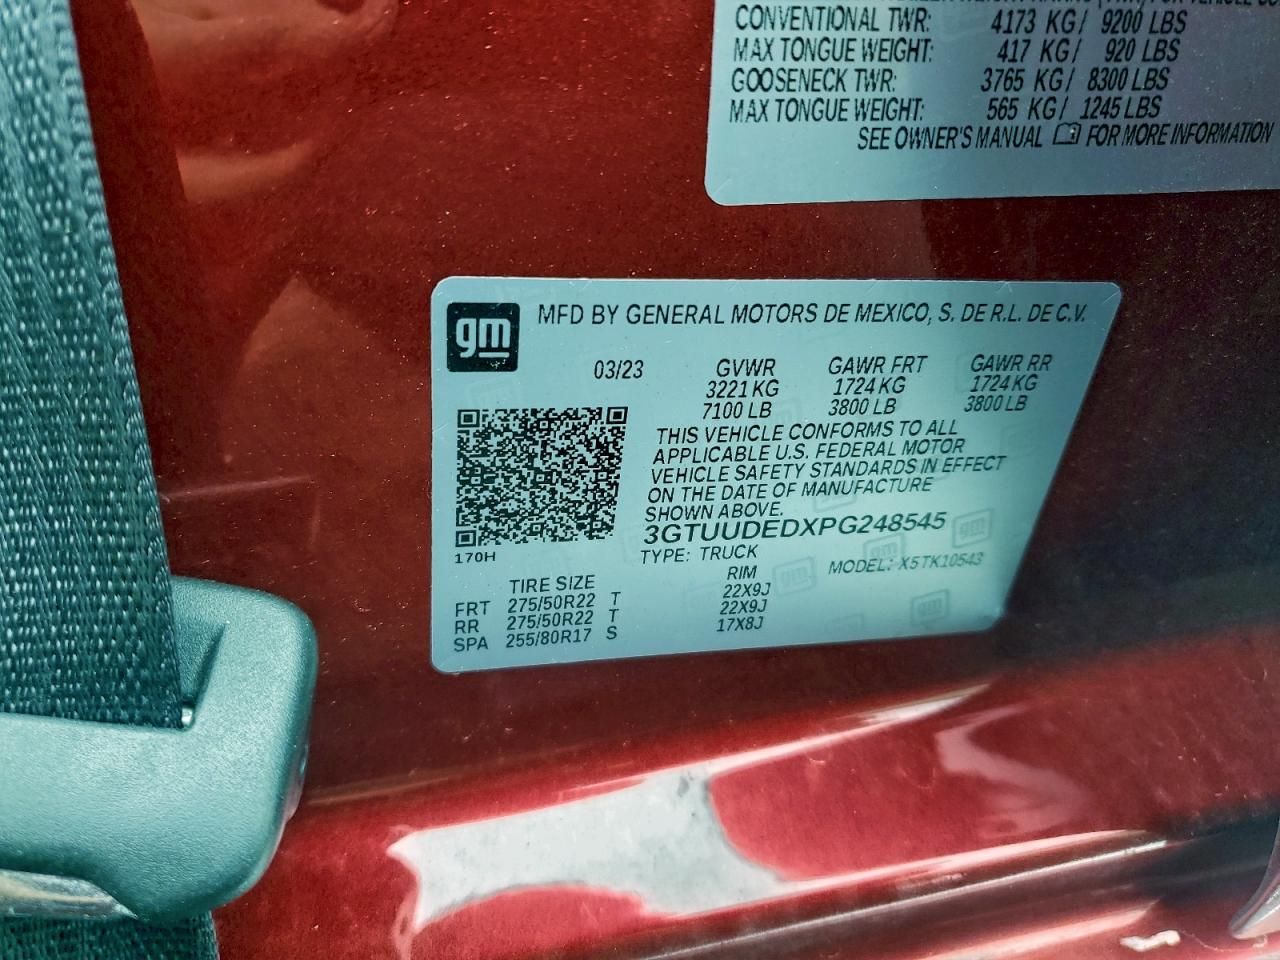 CONVENTIONAL TWR: 4173 KG/ 9200 LBS
MAX TONGUE WEIGHT: 417 KG/ 920 LBS
GOOSENECK TWR: 3765 KG/ 8300 LBS
MAX TONGUE WEIGHT: 565 KG/ 1245 LBS
SEE OWNER'S MANUAL FOR MORE INFORMATION
gm
MFD BY GENERAL MOTORS DE MEXICO, S. DE R.L. DE C.V.
03/23 GVWR GAWR FRT GAWR RR
3221 KG 1724 KG 1724 KG
7100 LB 3800 LB 3800 LB
THIS VEHICLE CONFORMS TO ALL
APPLICABLE U.S. FEDERAL MOTOR
VEHICLE SAFETY STANDARDS IN EFFECT
ON THE DATE OF MANUFACTURE
SHOWN ABOVE.
3GTUUDEDXPG248545
170H
TYPE: TRUCK MODEL: X5TK10543
TIRE SIZE RIM
FRT 275/50R22 T 22X9J
RR 275/50R22 T 22X9J
SPA 255/80R17 S 17X8J